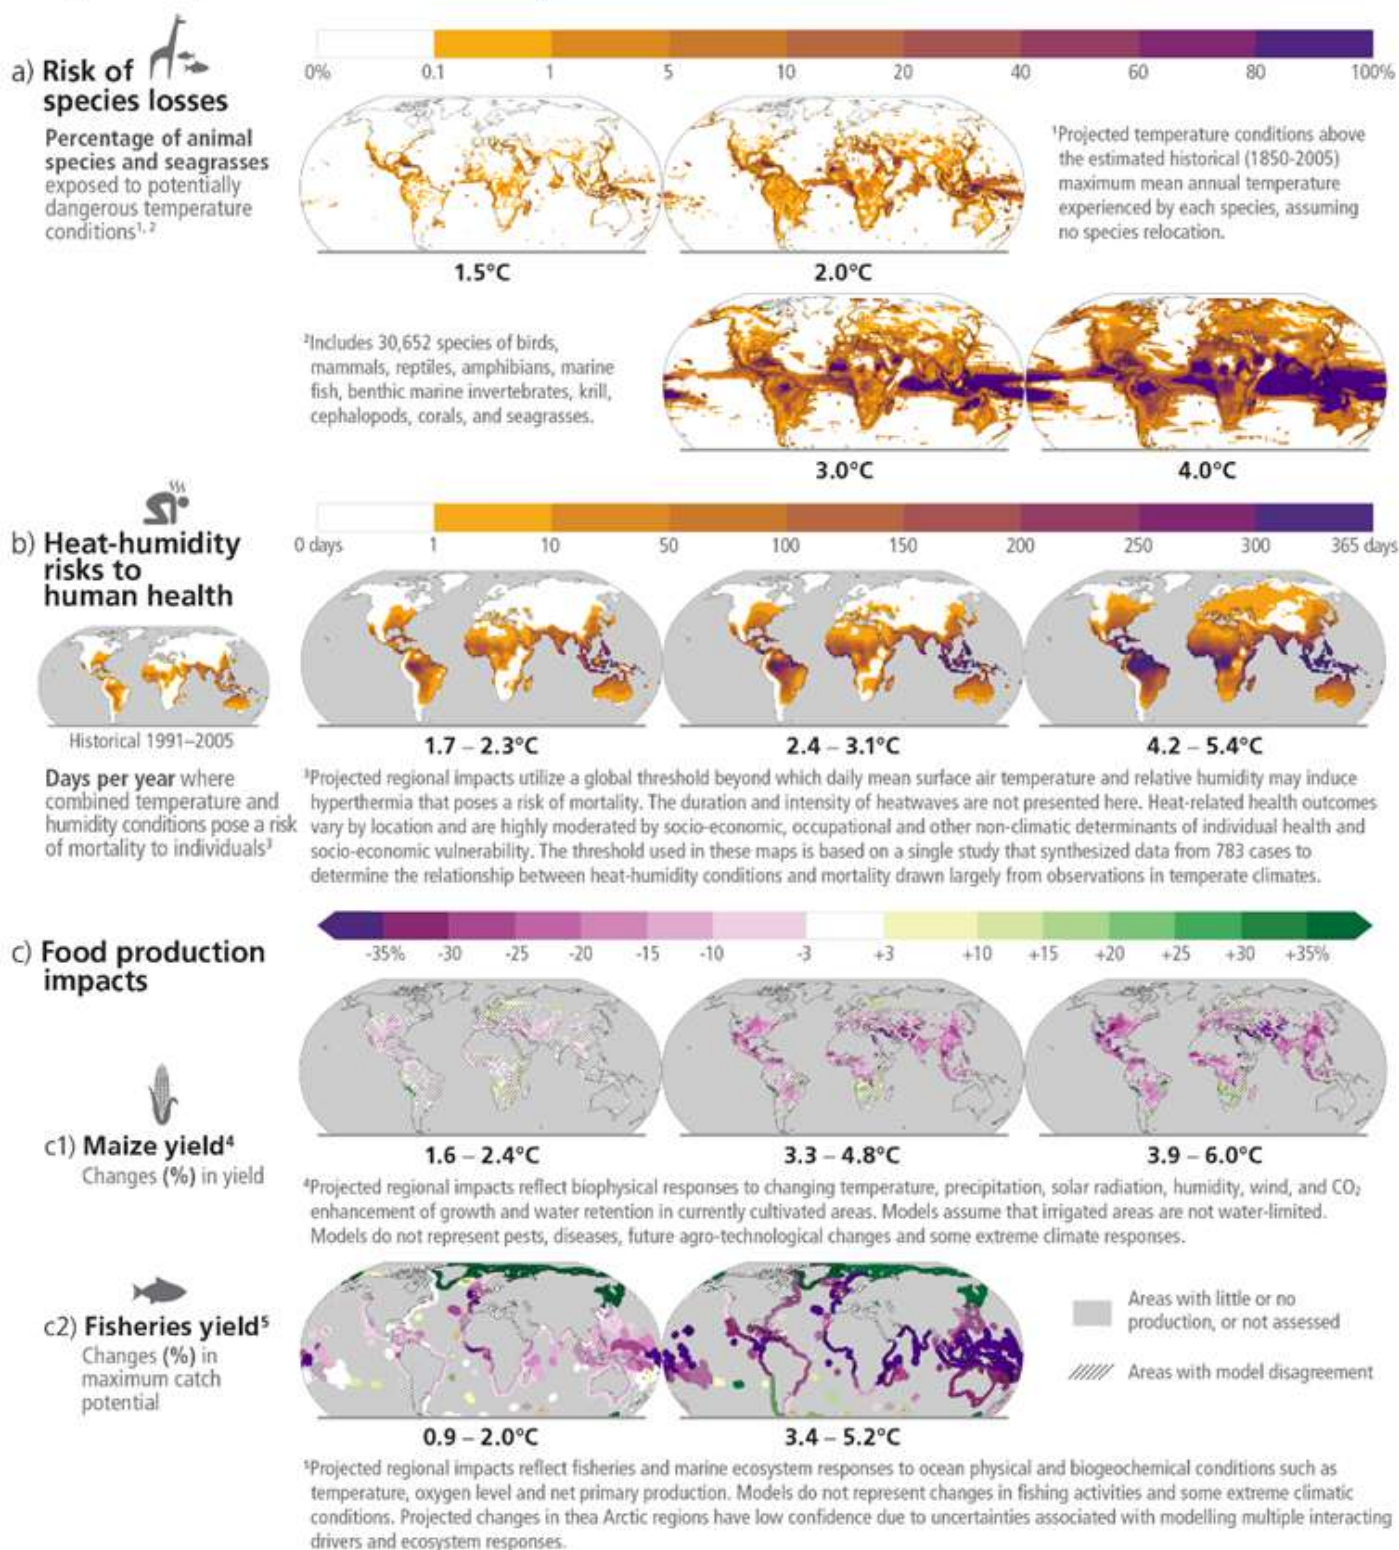 a) Risk of
species losses
Percentage of animal
species and seagrasses
exposed to potentially
dangerous temperature
conditions¹, ²
0% 0.1 1 5 10 20 40 60 80 100%
¹Projected temperature conditions above
the estimated historical (1850-2005)
maximum mean annual temperature
experienced by each species, assuming
no species relocation.
1.5°C 2.0°C
²Includes 30,652 species of birds,
mammals, reptiles, amphibians, marine
fish, benthic marine invertebrates, krill,
cephalopods, corals, and seagrasses.
3.0°C 4.0°C
b) Heat-humidity
risks to
human health
0 days 1 10 50 100 150 200 250 300 365 days
Historical 1991–2005
1.7 – 2.3°C 2.4 – 3.1°C 4.2 – 5.4°C
Days per year where
combined temperature and
humidity conditions pose a risk
of mortality to individuals³
³Projected regional impacts utilize a global threshold beyond which daily mean surface air temperature and relative humidity may induce
hyperthermia that poses a risk of mortality. The duration and intensity of heatwaves are not presented here. Heat-related health outcomes
vary by location and are highly moderated by socio-economic, occupational and other non-climatic determinants of individual health and
socio-economic vulnerability. The threshold used in these maps is based on a single study that synthesized data from 783 cases to
determine the relationship between heat-humidity conditions and mortality drawn largely from observations in temperate climates.
c) Food production
impacts
-35% -30 -25 -20 -15 -10 -3 +3 +10 +15 +20 +25 +30 +35%
c1) Maize yield⁴
Changes (%) in yield
1.6 – 2.4°C 3.3 – 4.8°C 3.9 – 6.0°C
⁴Projected regional impacts reflect biophysical responses to changing temperature, precipitation, solar radiation, humidity, wind, and CO₂
enhancement of growth and water retention in currently cultivated areas. Models assume that irrigated areas are not water-limited.
Models do not represent pests, diseases, future agro-technological changes and some extreme climate responses.
c2) Fisheries yield⁵
Changes (%) in
maximum catch
potential
0.9 – 2.0°C 3.4 – 5.2°C
Areas with little or no
production, or not assessed
Areas with model disagreement
⁵Projected regional impacts reflect fisheries and marine ecosystem responses to ocean physical and biogeochemical conditions such as
temperature, oxygen level and net primary production. Models do not represent changes in fishing activities and some extreme climatic
conditions. Projected changes in thea Arctic regions have low confidence due to uncertainties associated with modelling multiple interacting
drivers and ecosystem responses.